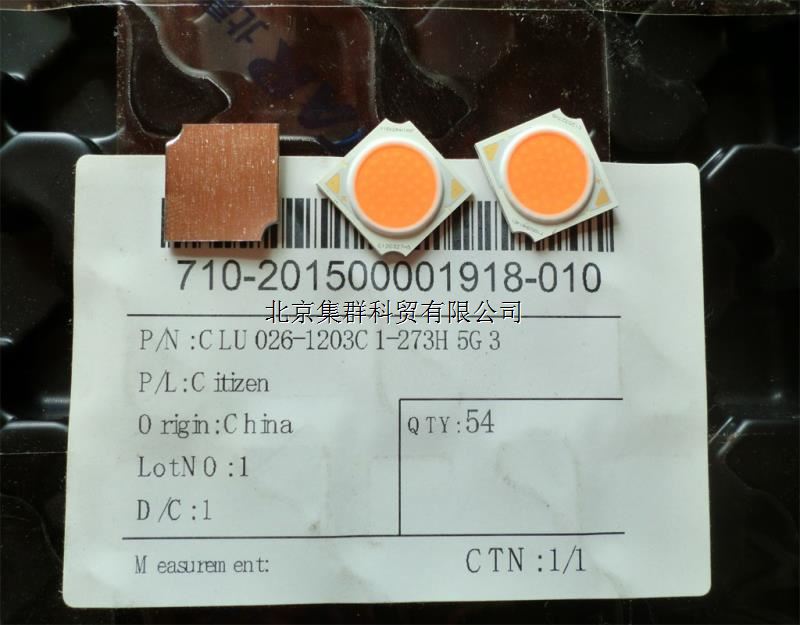 710-201500001918-010
北京集群科贸有限公司
P/N:CLU026-1203C1-273H5G3
P/L:Citizen
Origin:China
QTY:54
LotNO:1
D/C:1
Measurement:
CTN:1/1